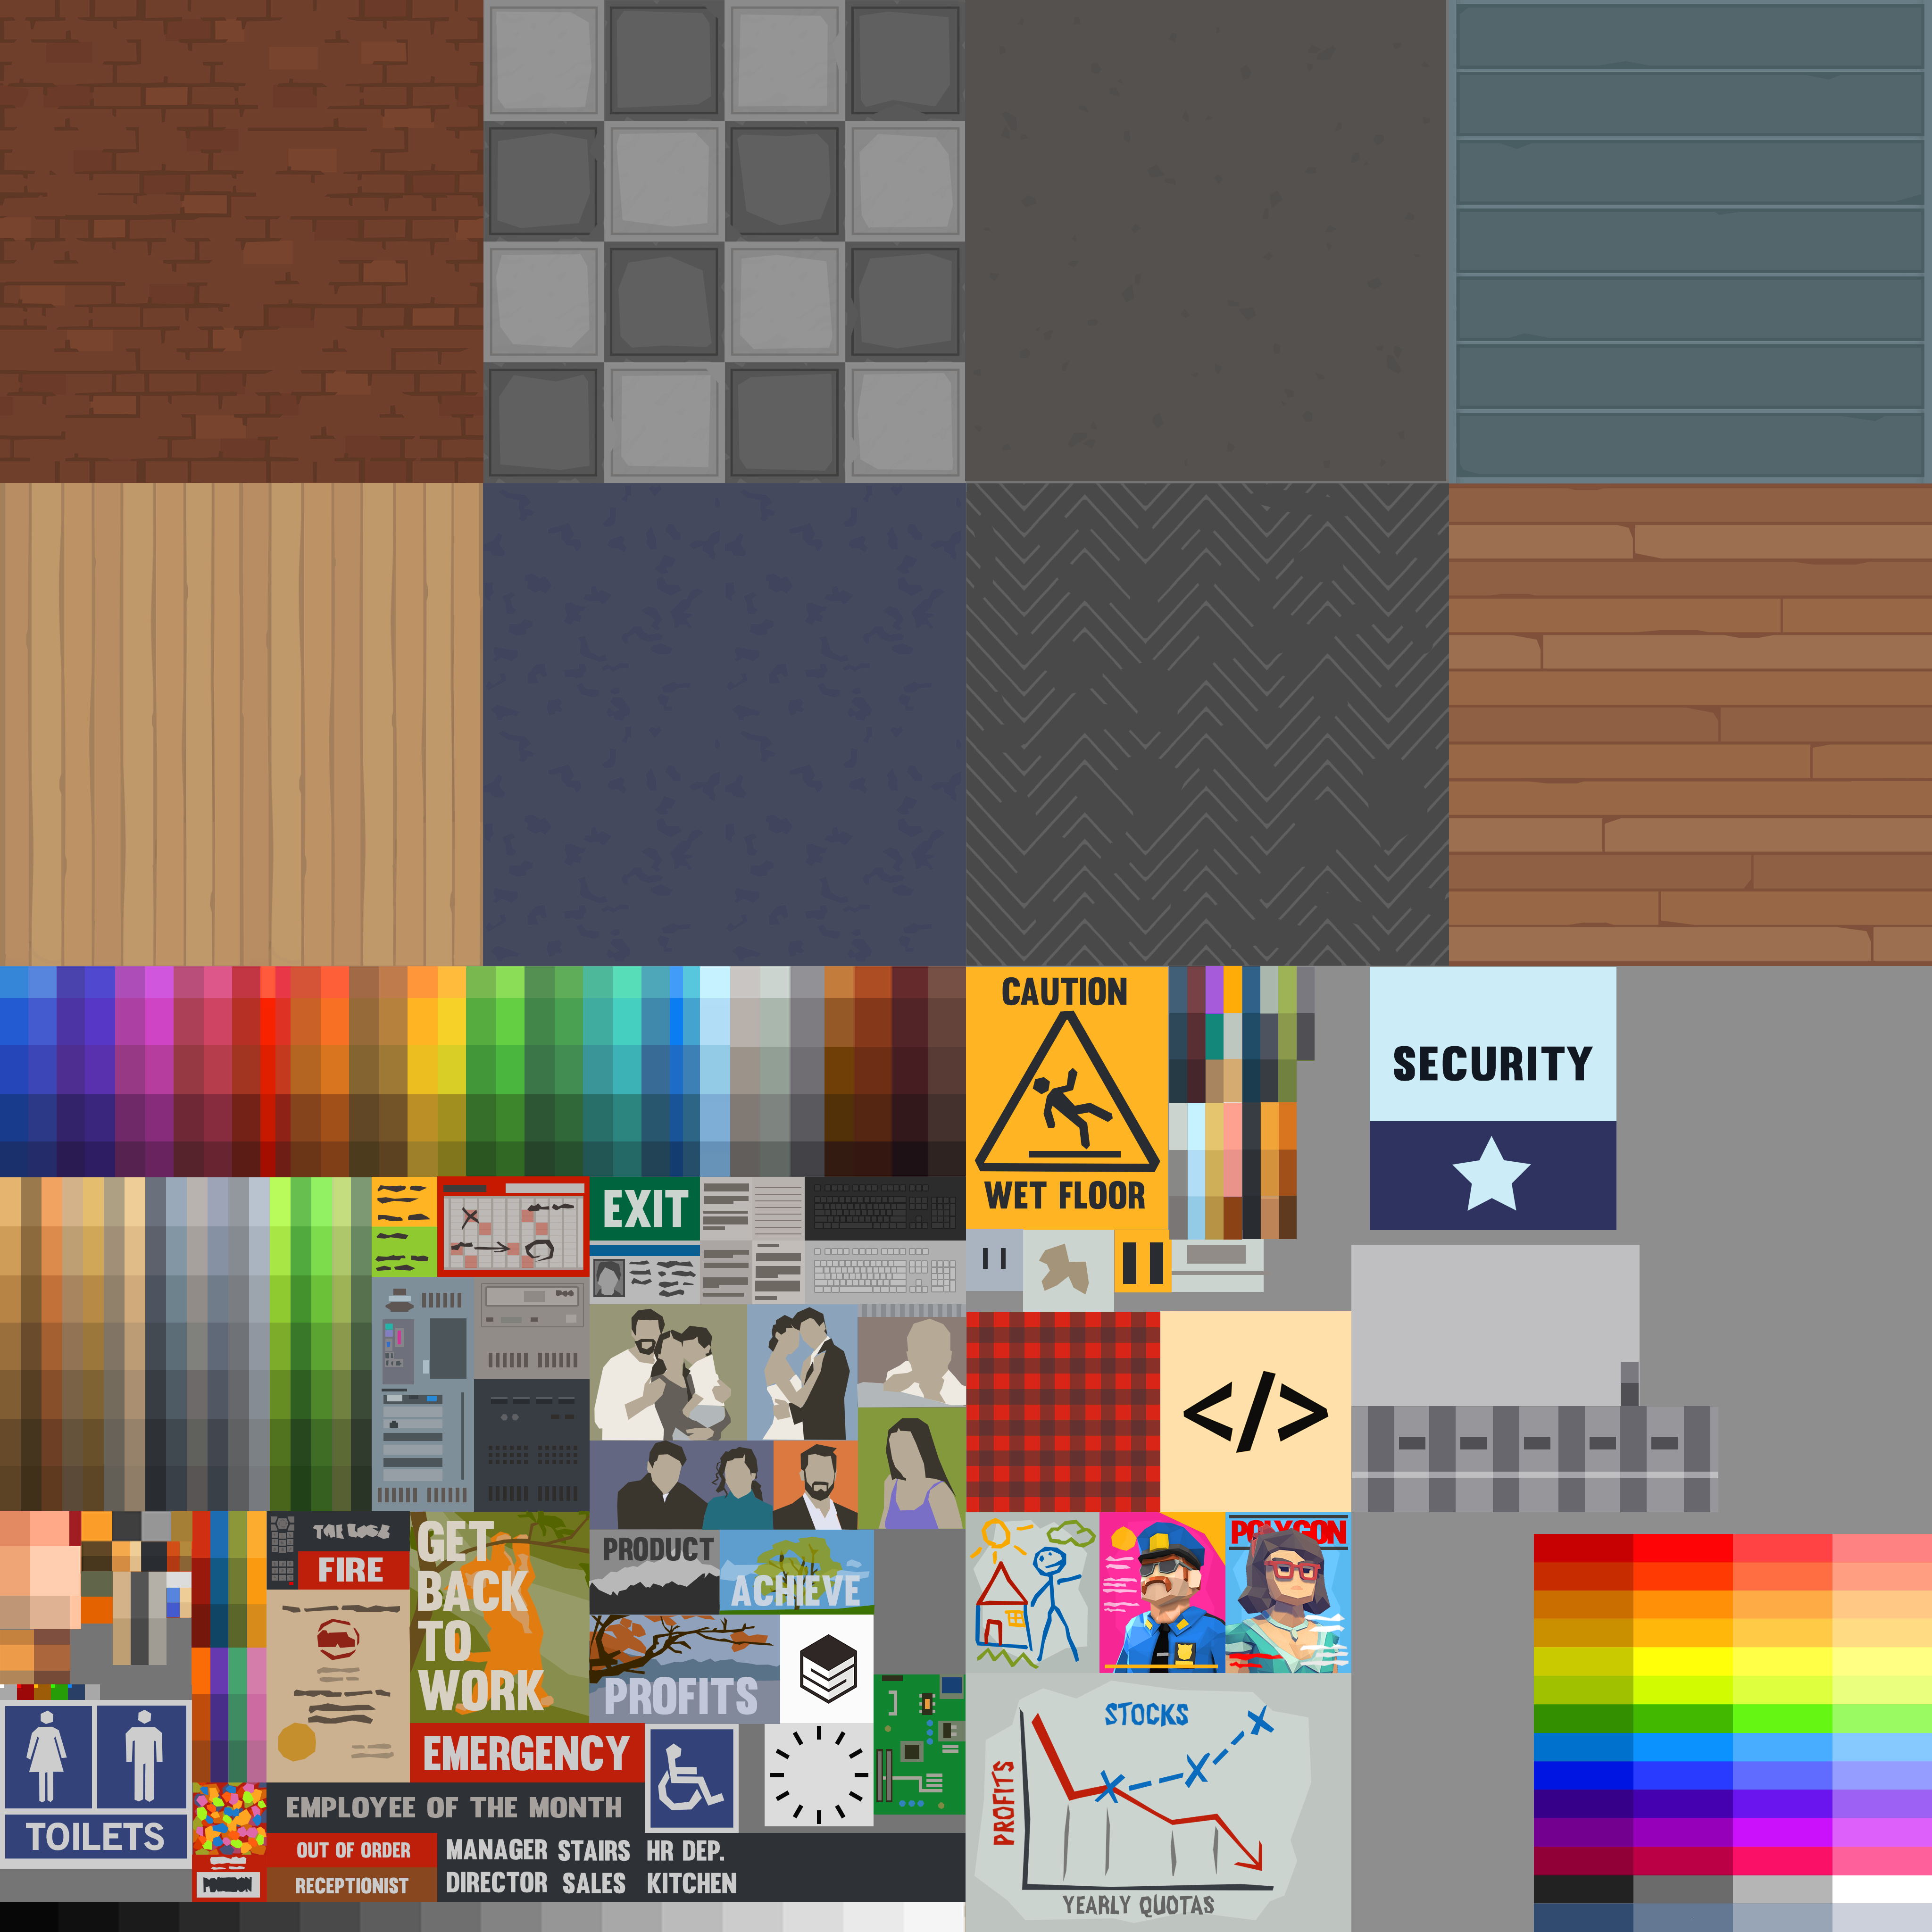 CAUTION
WET FLOOR
SECURITY
EXIT
</>
FIRE
GET
BACK
TO
WORK
PRODUCT
ACHIEVE
PROFITS
POLYGON
EMERGENCY
TOILETS
EMPLOYEE OF THE MONTH
OUT OF ORDER
RECEPTIONIST
MANAGER STAIRS HR DEP.
DIRECTOR SALES KITCHEN
STOCKS
PROFITS
YEARLY QUOTAS